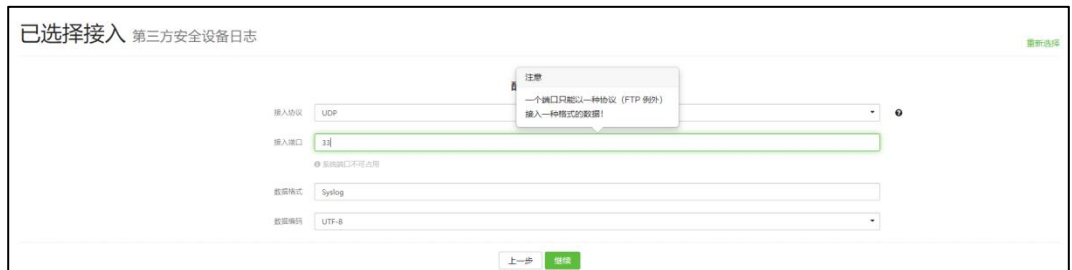 已选择接入 第三方安全设备日志
重新选择
注意
一个端口只能以一种协议（FTP 例外）
接入一种格式的数据！
接入协议 UDP
接入端口 33
系统端口不可占用
数据格式 Syslog
数据编码 UTF-8
上一步 继续